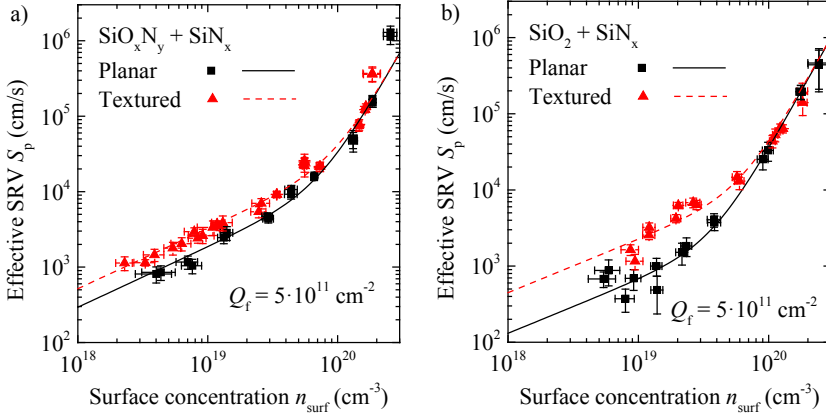 a)
SiOxNy + SiNx
Planar
Textured
Qf = 5·10^11 cm^-2
Effective SRV Sp (cm/s)
10^6
10^5
10^4
10^3
10^2
10^18
10^19
10^20
Surface concentration nsurf (cm^-3)
b)
SiO2 + SiNx
Planar
Textured
Qf = 5·10^11 cm^-2
Effective SRV Sp (cm/s)
10^6
10^5
10^4
10^3
10^2
10^18
10^19
10^20
Surface concentration nsurf (cm^-3)